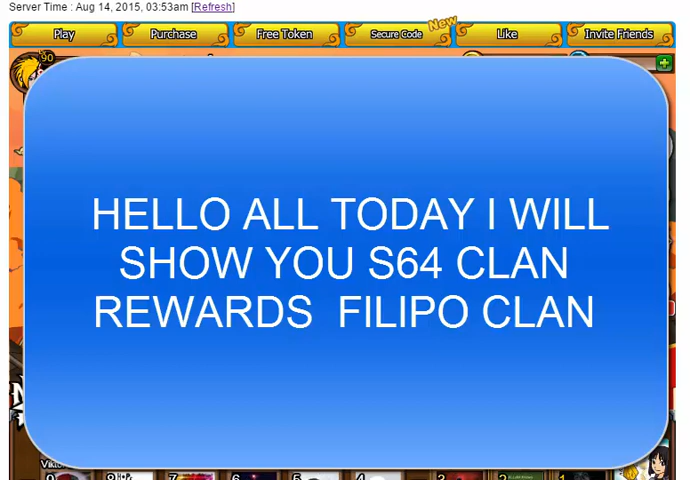 Server Time : Aug 14, 2015, 03:53am [Refresh]
New
Play Purchase Free Token Secure Code Like Invite Friends
90
HELLO ALL TODAY I WILL
SHOW YOU S64 CLAN
REWARDS FILIPO CLAN